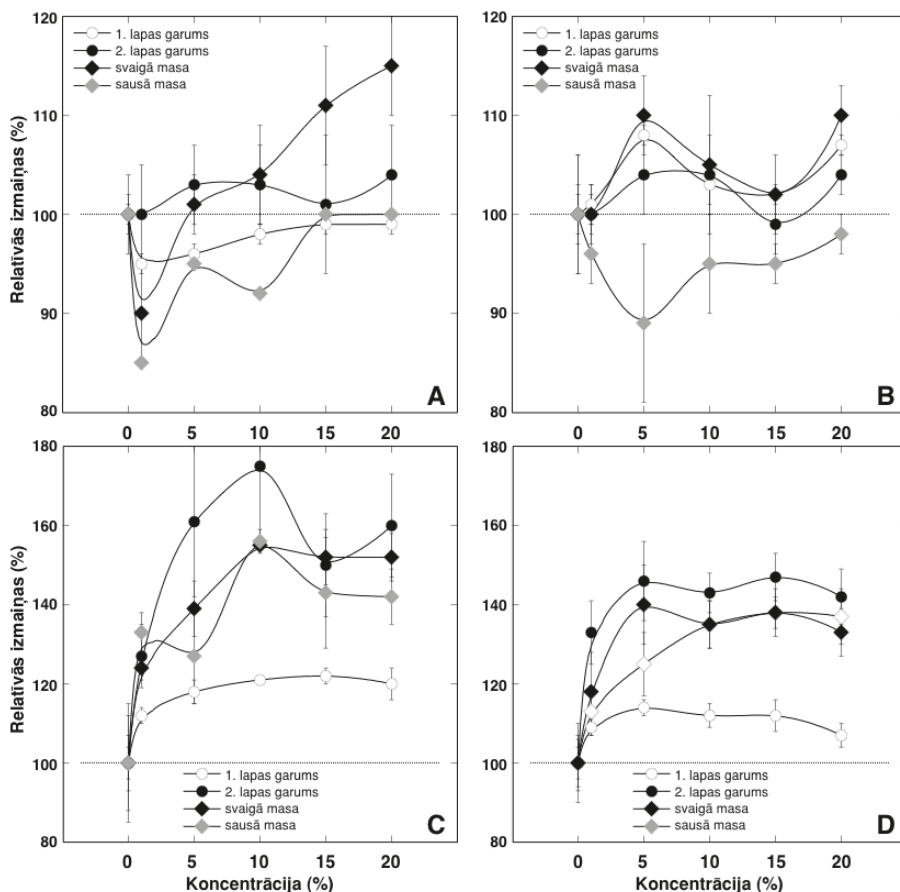 120
110
100
90
80
Relatīvās izmaiņas (%)
1. lapas garums
2. lapas garums
svaigā masa
sausā masa
A
0 5 10 15 20
120
110
100
90
80
1. lapas garums
2. lapas garums
svaigā masa
sausā masa
B
0 5 10 15 20
180
160
140
120
100
80
Relatīvās izmaiņas (%)
1. lapas garums
2. lapas garums
svaigā masa
sausā masa
C
0 5 10 15 20
Koncentrācija (%)
180
160
140
120
100
80
1. lapas garums
2. lapas garums
svaigā masa
sausā masa
D
0 5 10 15 20
Koncentrācija (%)